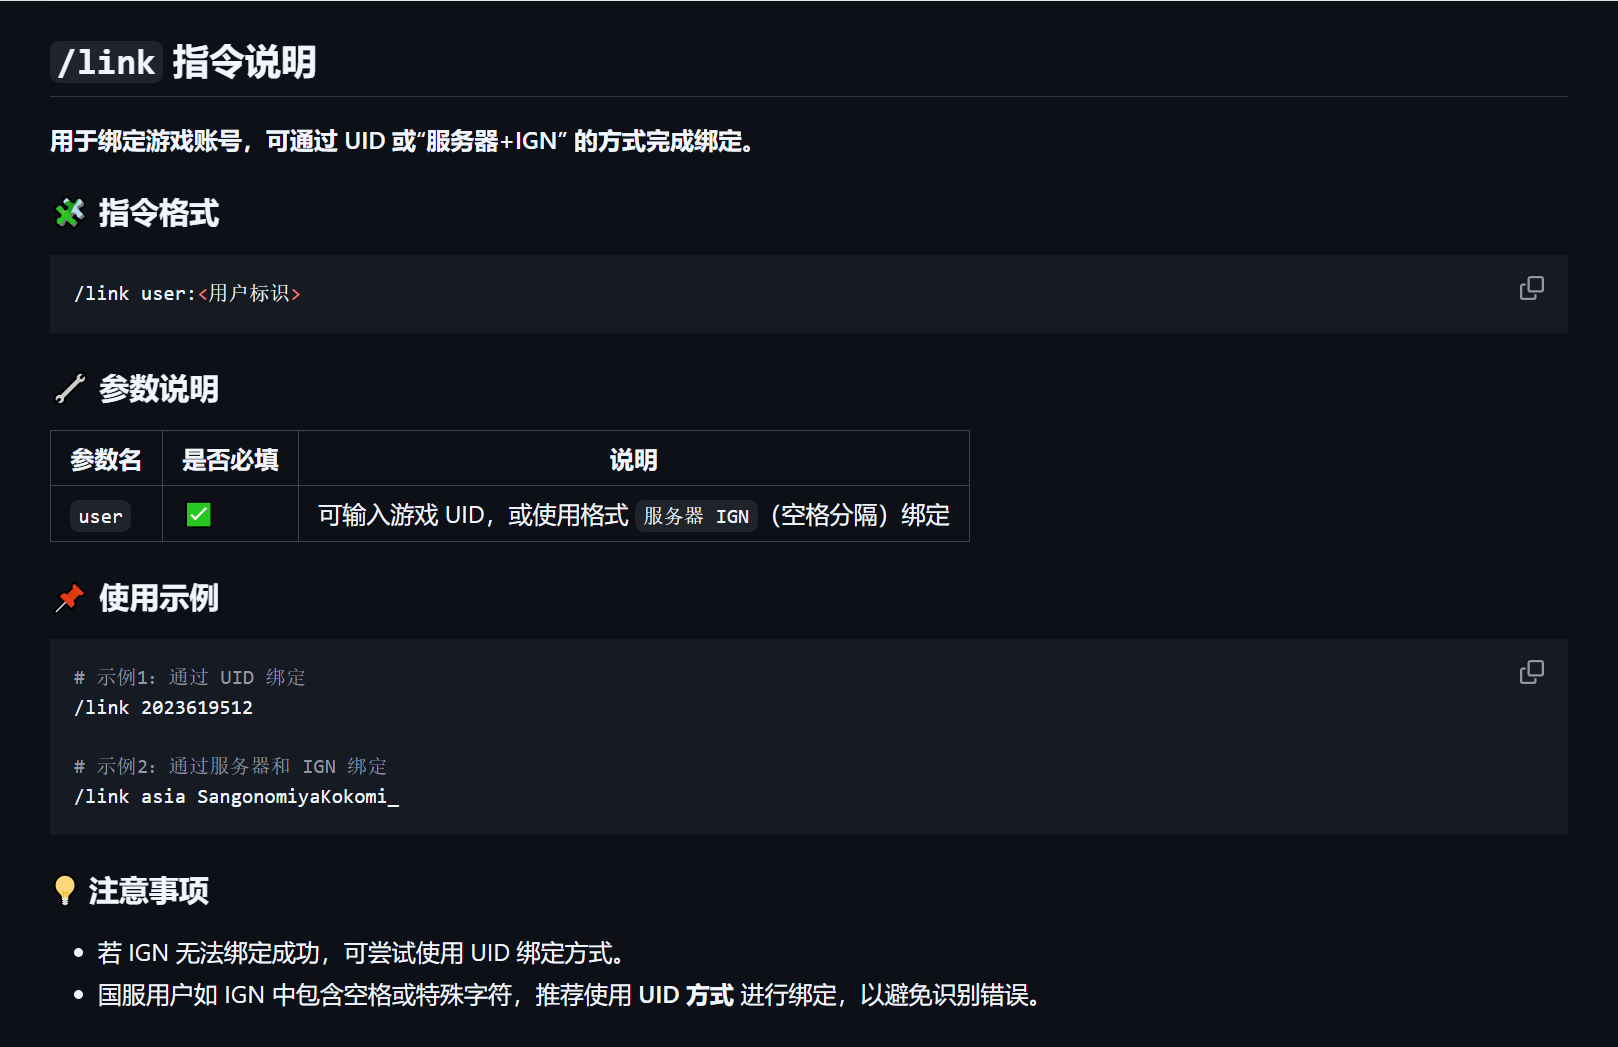 /link 指令说明
用于绑定游戏账号，可通过 UID 或“服务器+IGN” 的方式完成绑定。
指令格式
/link user:<用户标识>
参数说明
参数名 是否必填 说明
user ✅ 可输入游戏 UID，或使用格式 服务器 IGN（空格分隔）绑定
使用示例
# 示例1：通过 UID 绑定
/link 2023619512
# 示例2：通过服务器和 IGN 绑定
/link asia SangonomiyaKokomi_
注意事项
• 若 IGN 无法绑定成功，可尝试使用 UID 绑定方式。
• 国服用户如 IGN 中包含空格或特殊字符，推荐使用 UID 方式 进行绑定，以避免识别错误。